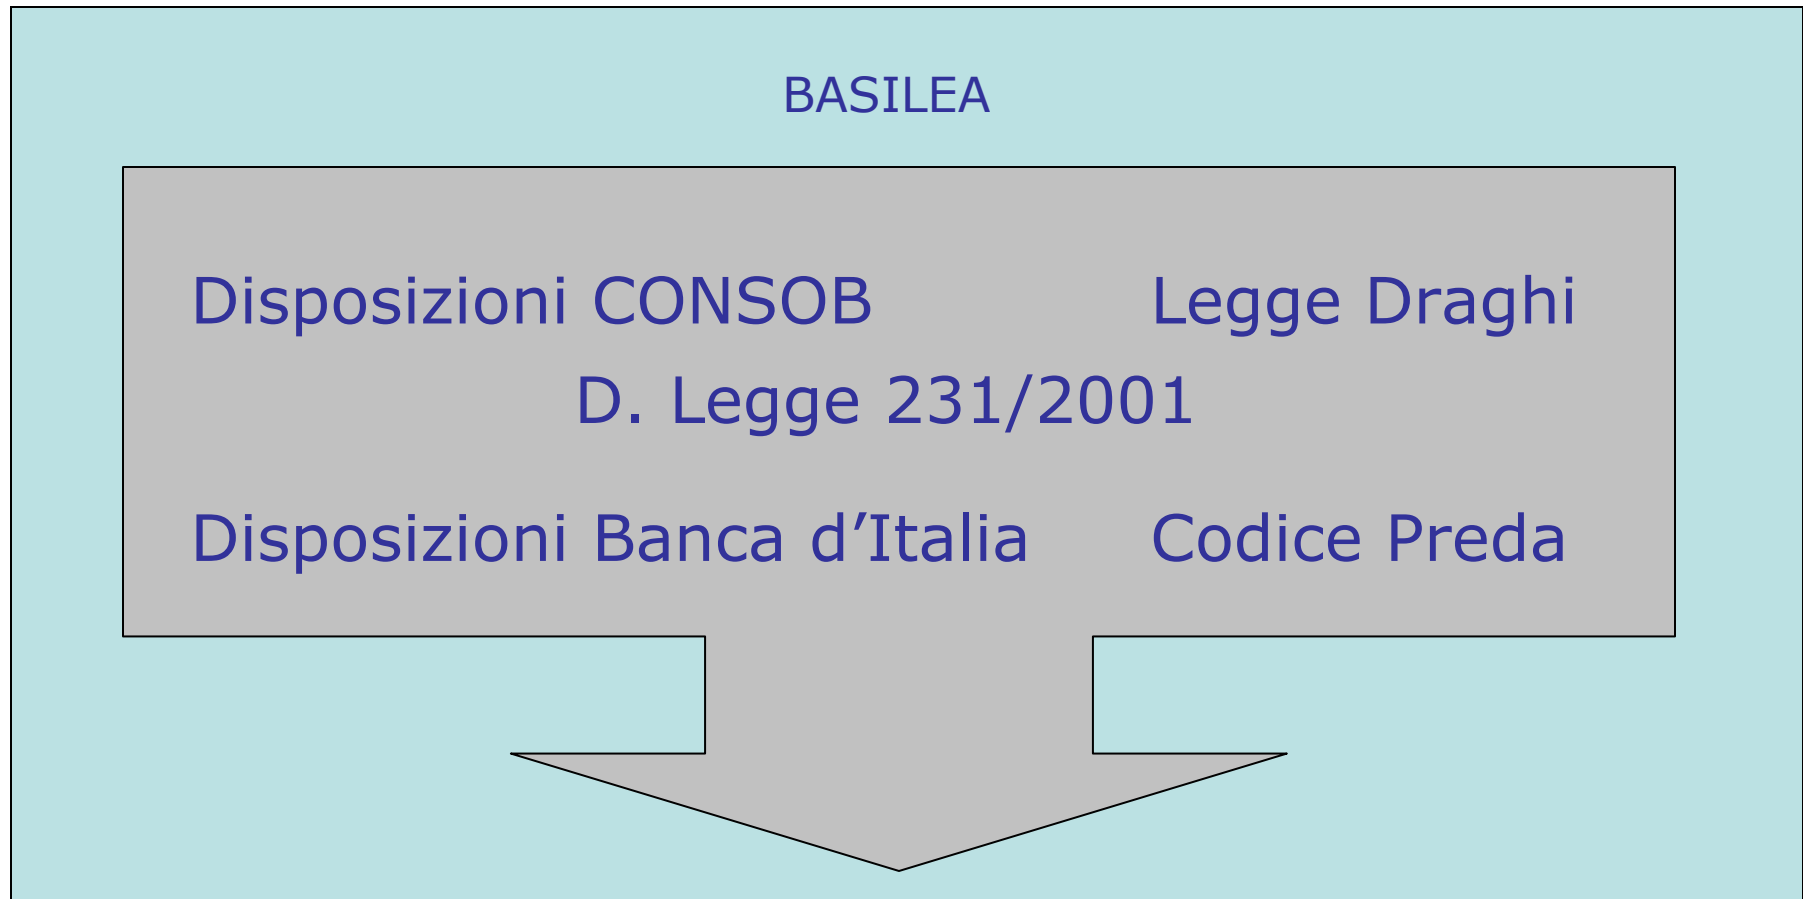 BASILEA
Disposizioni CONSOB Legge Draghi
D. Legge 231/2001
Disposizioni Banca d’Italia Codice Preda